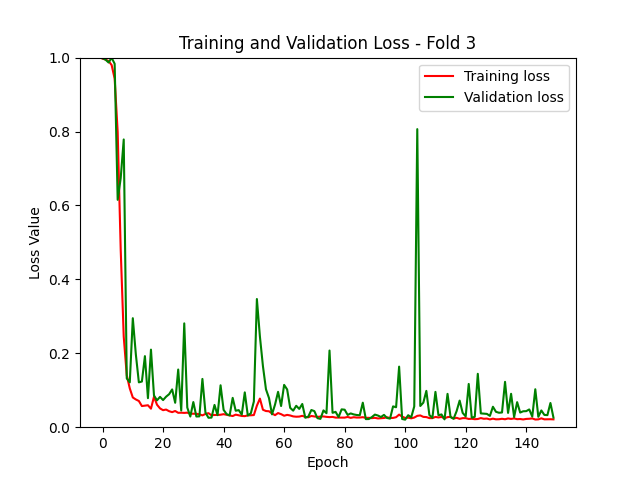 Training and Validation Loss - Fold 3
Training loss
Validation loss
Loss Value
1.0
0.8
0.6
0.4
0.2
0.0
0 20 40 60 80 100 120 140
Epoch